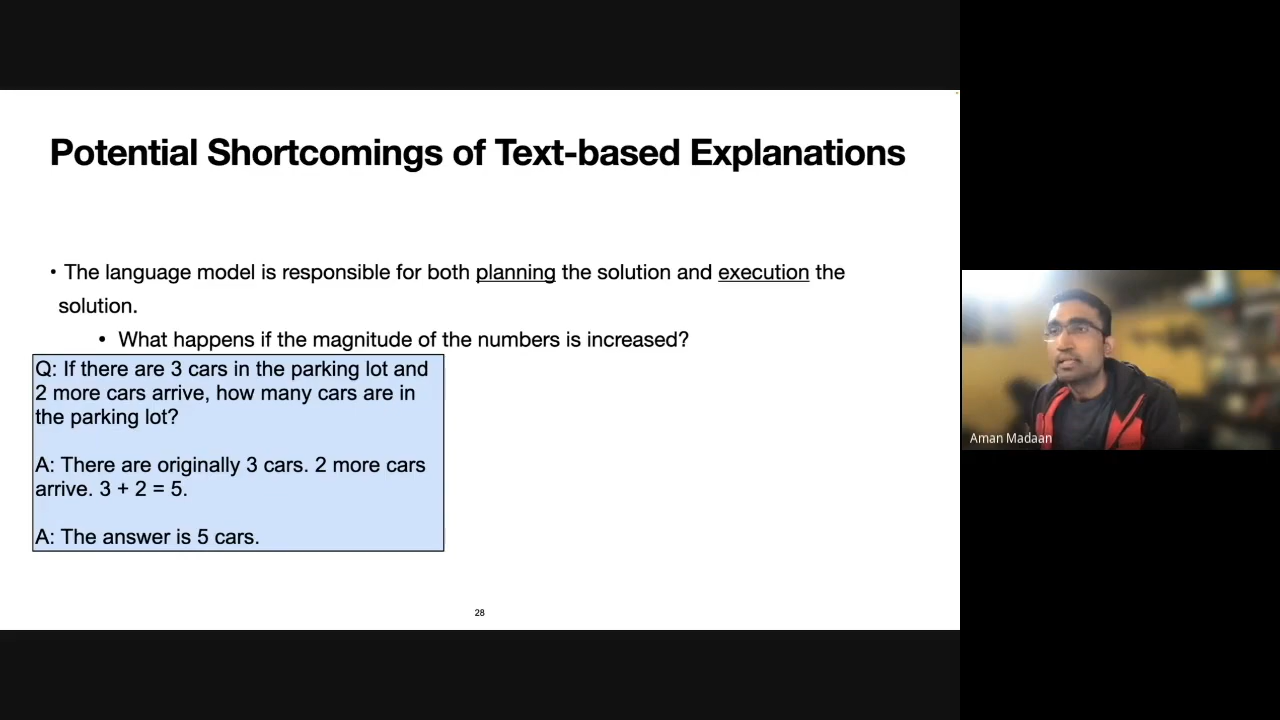 Potential Shortcomings of Text-based Explanations
• The language model is responsible for both planning the solution and execution the
solution.
• What happens if the magnitude of the numbers is increased?
Q: If there are 3 cars in the parking lot and
2 more cars arrive, how many cars are in
the parking lot?
A: There are originally 3 cars. 2 more cars
arrive. 3 + 2 = 5.
A: The answer is 5 cars.
28
Aman Madaan